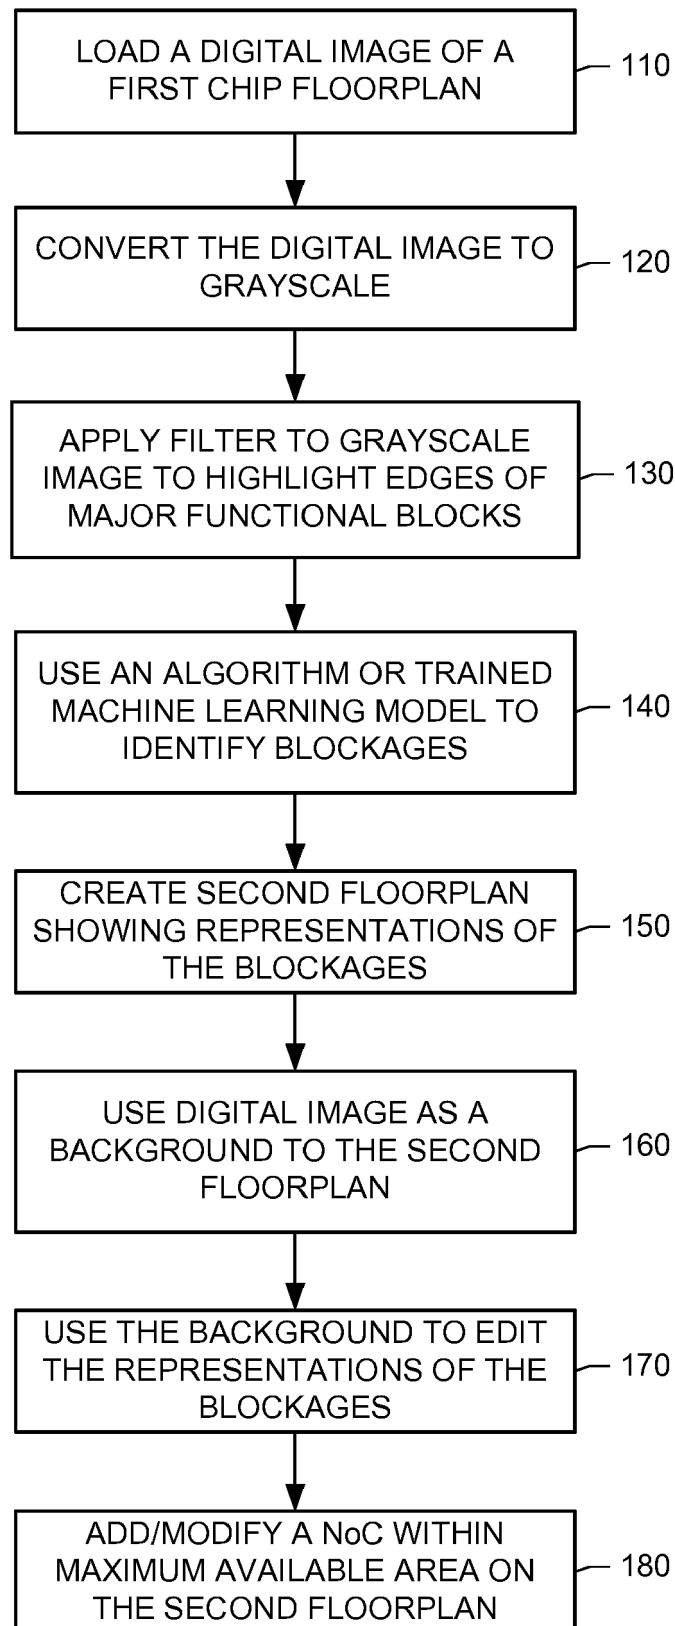 LOAD A DIGITAL IMAGE OF A
FIRST CHIP FLOORPLAN
110
CONVERT THE DIGITAL IMAGE TO
GRAYSCALE
120
APPLY FILTER TO GRAYSCALE
IMAGE TO HIGHLIGHT EDGES OF
MAJOR FUNCTIONAL BLOCKS
130
USE AN ALGORITHM OR TRAINED
MACHINE LEARNING MODEL TO
IDENTIFY BLOCKAGES
140
CREATE SECOND FLOORPLAN
SHOWING REPRESENTATIONS OF
THE BLOCKAGES
150
USE DIGITAL IMAGE AS A
BACKGROUND TO THE SECOND
FLOORPLAN
160
USE THE BACKGROUND TO EDIT
THE REPRESENTATIONS OF THE
BLOCKAGES
170
ADD/MODIFY A NoC WITHIN
MAXIMUM AVAILABLE AREA ON
THE SECOND FLOORPLAN
180